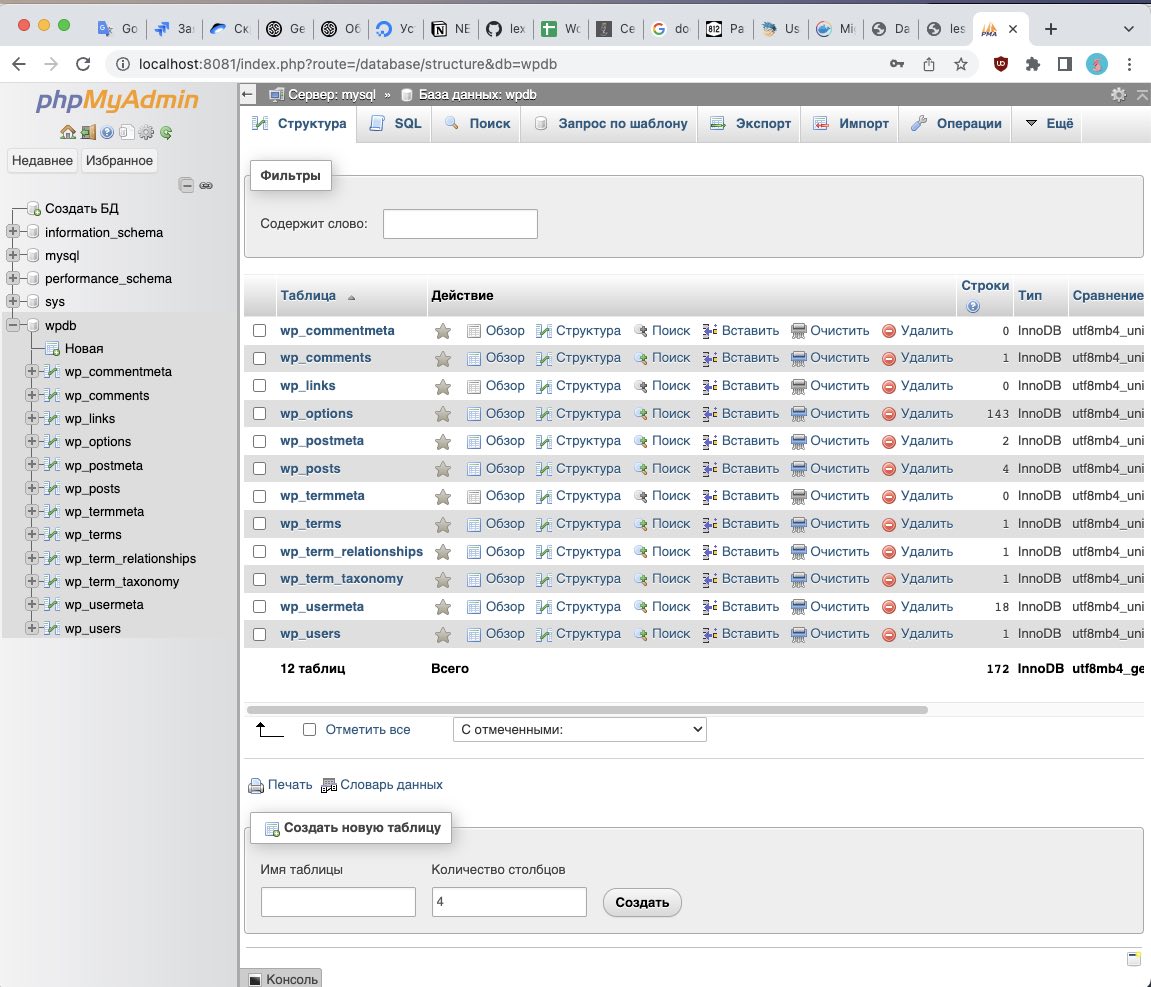 Go
За
Ск
Ge
Об
Ус
NE
lex
Wo
Се
do
812 Pa
Us
Mi
Da
les
PMA
localhost:8081/index.php?route=/database/structure&db=wpdb
phpMyAdmin
Недавнее Избранное
Создать БД
information_schema
mysql
performance_schema
sys
wpdb
Новая
wp_commentmeta
wp_comments
wp_links
wp_options
wp_postmeta
wp_posts
wp_termmeta
wp_terms
wp_term_relationships
wp_term_taxonomy
wp_usermeta
wp_users
Сервер: mysql » База данных: wpdb
Структура SQL Поиск Запрос по шаблону Экспорт Импорт Операции Ещё
Фильтры
Содержит слово:
Таблица Действие Строки Тип Сравнение
wp_commentmeta Обзор Структура Поиск Вставить Очистить Удалить 0 InnoDB utf8mb4_uni
wp_comments Обзор Структура Поиск Вставить Очистить Удалить 1 InnoDB utf8mb4_uni
wp_links Обзор Структура Поиск Вставить Очистить Удалить 0 InnoDB utf8mb4_uni
wp_options Обзор Структура Поиск Вставить Очистить Удалить 143 InnoDB utf8mb4_uni
wp_postmeta Обзор Структура Поиск Вставить Очистить Удалить 2 InnoDB utf8mb4_uni
wp_posts Обзор Структура Поиск Вставить Очистить Удалить 4 InnoDB utf8mb4_uni
wp_termmeta Обзор Структура Поиск Вставить Очистить Удалить 0 InnoDB utf8mb4_uni
wp_terms Обзор Структура Поиск Вставить Очистить Удалить 1 InnoDB utf8mb4_uni
wp_term_relationships Обзор Структура Поиск Вставить Очистить Удалить 1 InnoDB utf8mb4_uni
wp_term_taxonomy Обзор Структура Поиск Вставить Очистить Удалить 1 InnoDB utf8mb4_uni
wp_usermeta Обзор Структура Поиск Вставить Очистить Удалить 18 InnoDB utf8mb4_uni
wp_users Обзор Структура Поиск Вставить Очистить Удалить 1 InnoDB utf8mb4_uni
12 таблиц Всего 172 InnoDB utf8mb4_ge
Отметить все С отмеченными:
Печать Словарь данных
Создать новую таблицу
Имя таблицы Количество столбцов
4 Создать
Консоль